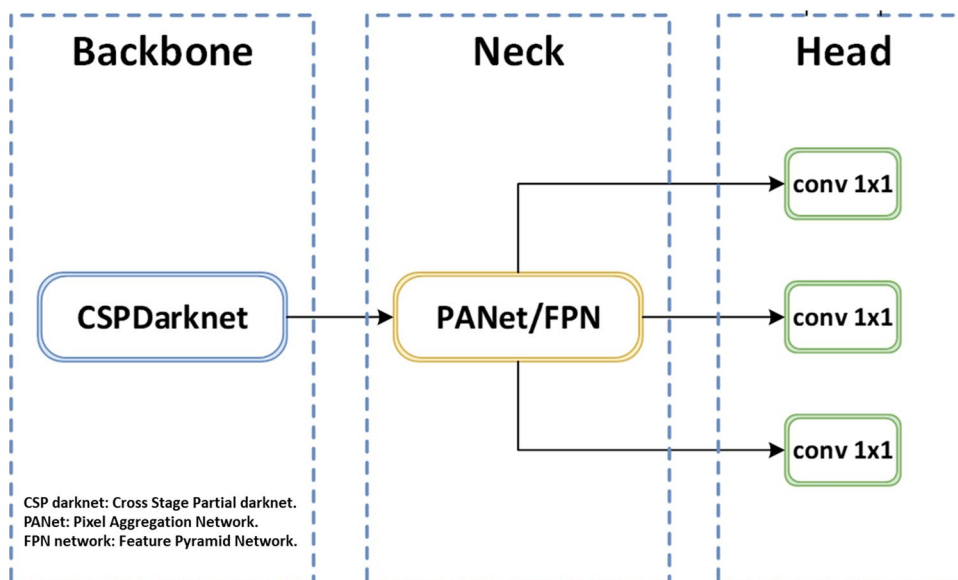 Backbone
Neck
Head
conv 1x1
CSPDarknet
PANet/FPN
conv 1x1
conv 1x1
CSP darknet: Cross Stage Partial darknet.
PANet: Pixel Aggregation Network.
FPN network: Feature Pyramid Network.